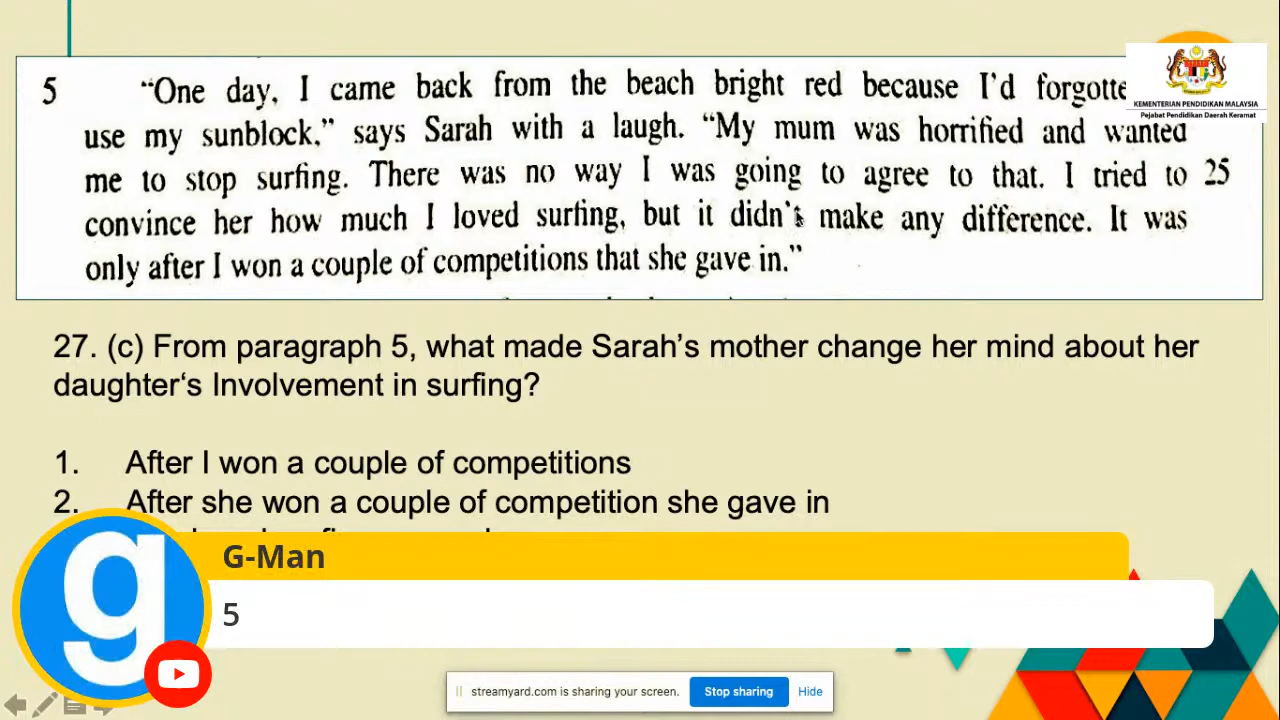 5 “One day, I came back from the beach bright red because I’d
use my sunblock,” says Sarah with a laugh. “My mum was horrified and wanted
me to stop surfing. There was no way I was going to agree to that. I tried to 25
convince her how much I loved surfing, but it didn’t make any difference. It was
only after I won a couple of competitions that she gave in.”
KEMENTERIAN PENDIDIKAN MALAYSIA
Pejabat Pendidikan Daerah Keramat
27. (c) From paragraph 5, what made Sarah’s mother change her mind about her
daughter‘s Involvement in surfing?
1. After I won a couple of competitions
2. After she won a couple of competition she gave in
G-Man
5
g
streamyard.com is sharing your screen. Stop sharing Hide